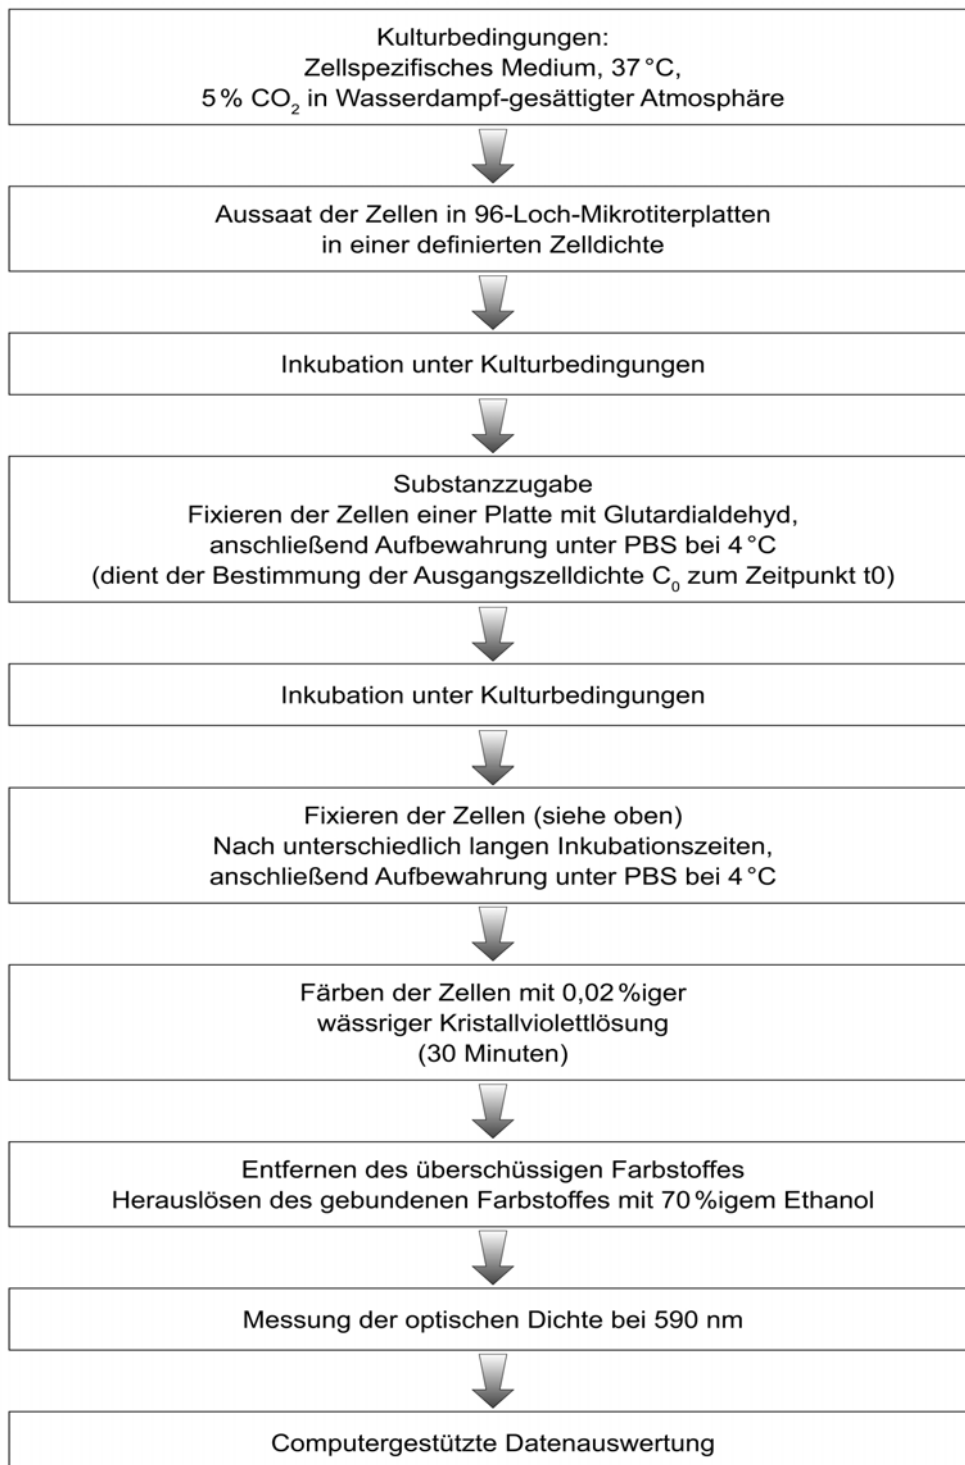 Kulturbedingungen:
Zellspezifisches Medium, 37 °C,
5 % CO₂ in Wasserdampf-gesättigter Atmosphäre
Aussaat der Zellen in 96-Loch-Mikrotiterplatten
in einer definierten Zelldichte
Inkubation unter Kulturbedingungen
Substanzzugabe
Fixieren der Zellen einer Platte mit Glutardialdehyd,
anschließend Aufbewahrung unter PBS bei 4 °C
(dient der Bestimmung der Ausgangszelldichte C₀ zum Zeitpunkt t0)
Inkubation unter Kulturbedingungen
Fixieren der Zellen (siehe oben)
Nach unterschiedlich langen Inkubationszeiten,
anschließend Aufbewahrung unter PBS bei 4 °C
Färben der Zellen mit 0,02 %iger
wässriger Kristallviolettlösung
(30 Minuten)
Entfernen des überschüssigen Farbstoffes
Herauslösen des gebundenen Farbstoffes mit 70 %igem Ethanol
Messung der optischen Dichte bei 590 nm
Computergestützte Datenauswertung